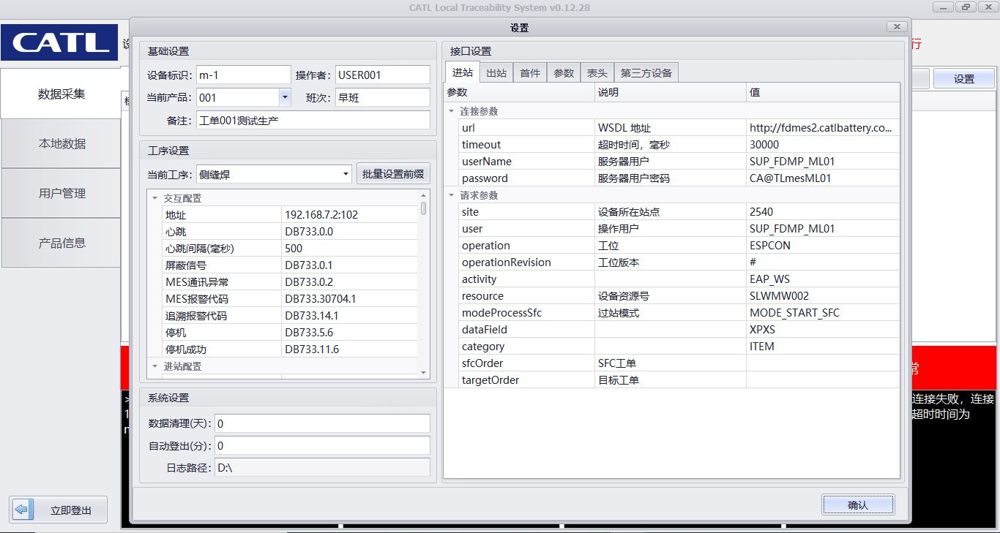 CATL Local Traceability System v0.12.28
设置
CATL
设
行
设置
数据采集
本地数据
用户管理
产品信息
立即登出
基础设置
设备标识: m-1 操作者: USER001
当前产品: 001 班次: 早班
备注: 工单001测试生产
工序设置
当前工序: 侧缝焊 批量设置前缀
交互配置
地址 192.168.7.2:102
心跳 DB733.0.0
心跳间隔(毫秒) 500
屏蔽信号 DB733.0.1
MES通讯异常 DB733.0.2
MES报警代码 DB733.30704.1
追溯报警代码 DB733.14.1
停机 DB733.5.6
停机成功 DB733.11.6
进站配置
系统设置
数据清理(天): 0
自动登出(分): 0
日志路径: D:\
接口设置
进站 出站 首件 参数 表头 第三方设备
参数 说明 值
连接参数
url WSDL 地址 http://fdmes2.catlbattery.co...
timeout 超时时间，毫秒 30000
userName 服务器用户 SUP_FDMP_ML01
password 服务器用户密码 CA@TLmesML01
请求参数
site 设备所在站点 2540
user 操作用户 SUP_FDMP_ML01
operation 工位 ESPCON
operationRevision 工位版本 #
activity EAP_WS
resource 设备资源号 SLWMW002
modeProcessSfc 过站模式 MODE_START_SFC
dataField XPXS
category ITEM
sfcOrder SFC工单
targetOrder 目标工单
确认
常
连接失败，连接
超时时间为